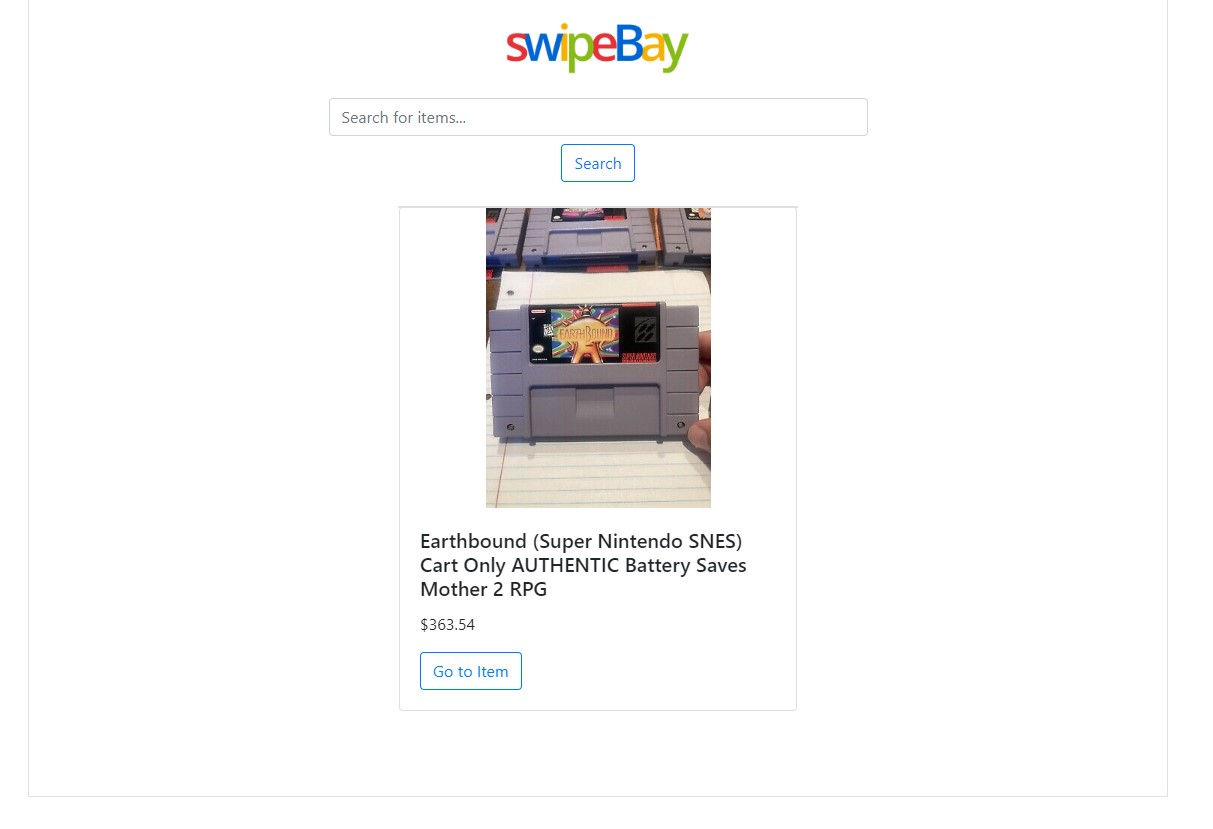 swipeBay
Search for items...
Search
EARTHBOUND
Earthbound (Super Nintendo SNES)
Cart Only AUTHENTIC Battery Saves
Mother 2 RPG
$363.54
Go to Item